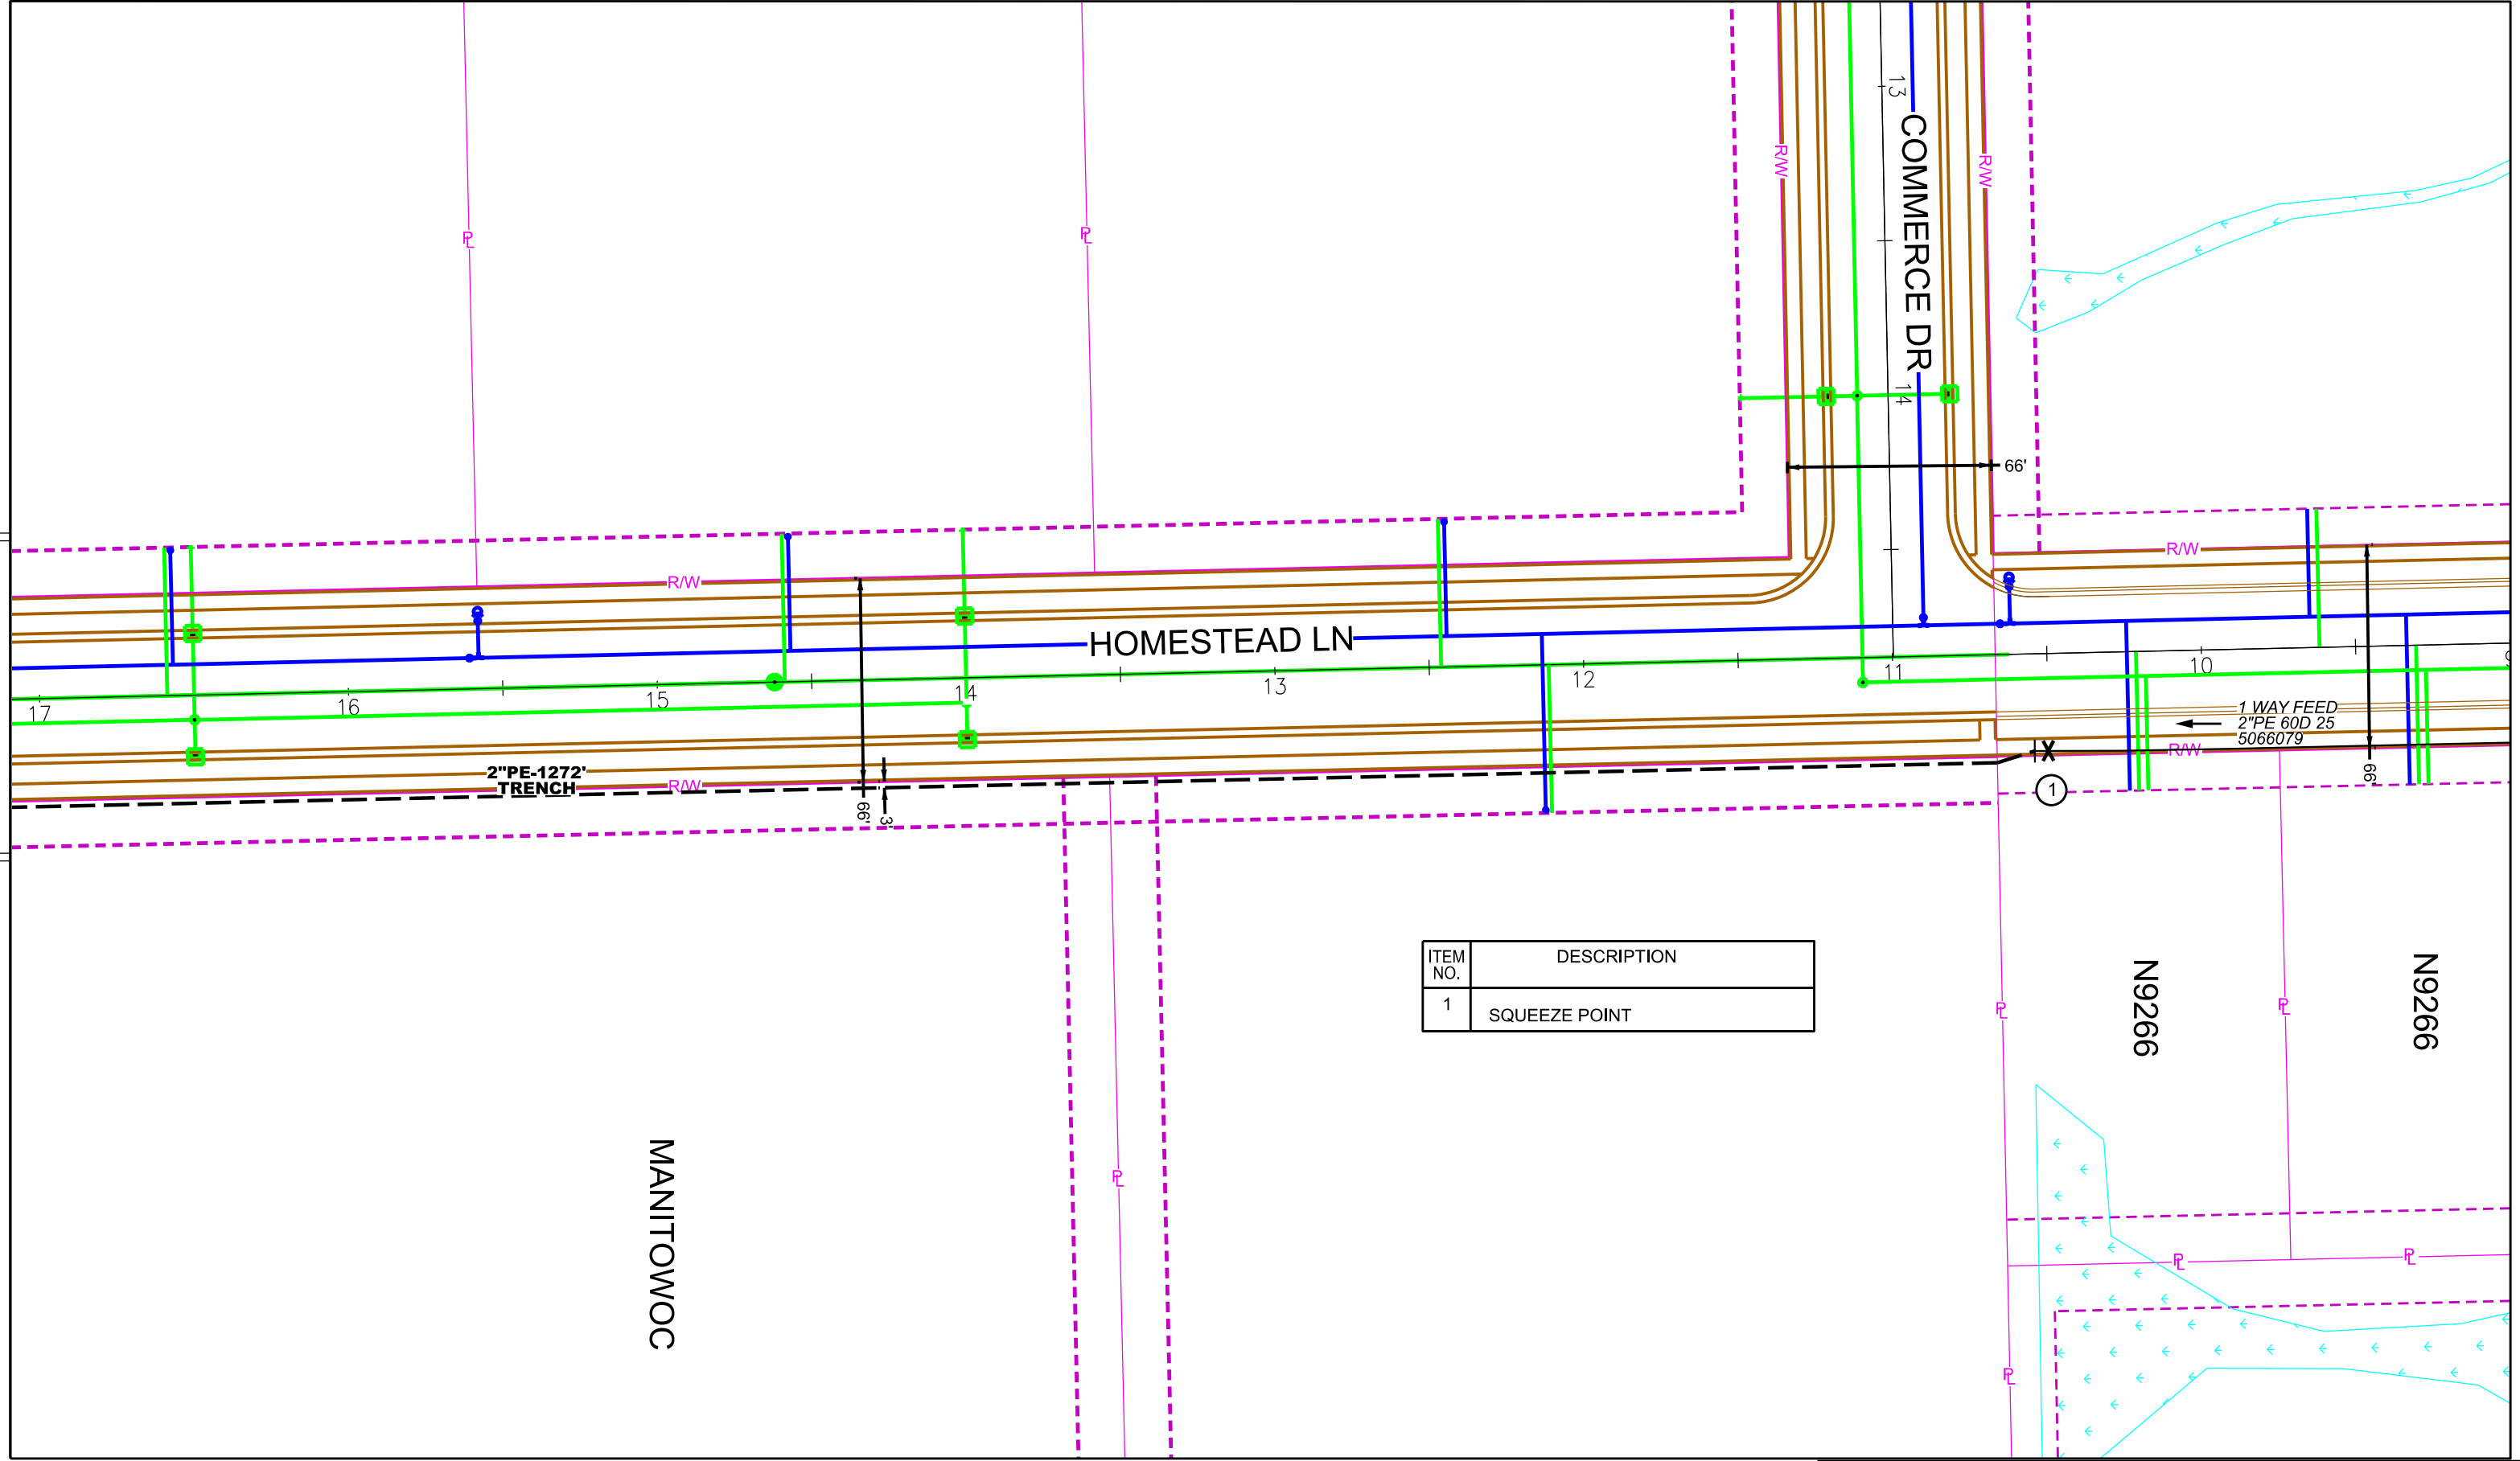 13
COMMERCE DR
R/W
R/W
PL
PL
14
66'
R/W
R/W
HOMESTEAD LN
17
16
15
14
13
12
11
10
9
1 WAY FEED
2"PE 60D 25
5066079
R/W
2"PE-1272'
TRENCH
R/W
66'
3'
66'
1
ITEM
NO.
DESCRIPTION
1
SQUEEZE POINT
N9266
N9266
PL
PL
MANITOWOC
PL
PL
PL
PL